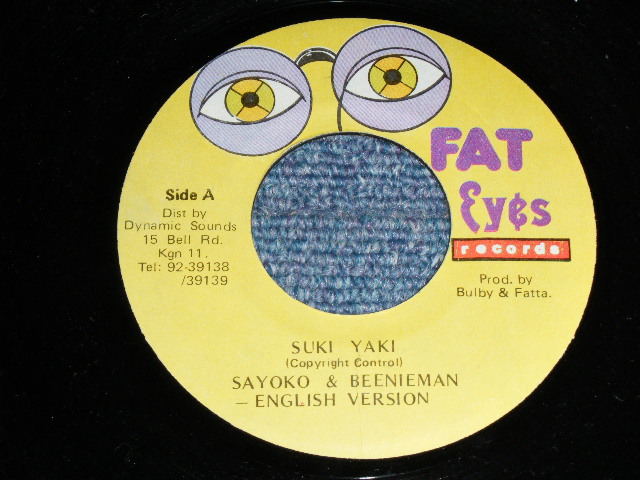 FAT
Eyes
records
Side A
Dist by
Dynamic Sounds
15 Bell Rd.
Kgn 11.
Tel: 92-39138
/39139
Prod. by
Bulby & Fatta.
SUKI YAKI
(Copyright Control)
SAYOKO & BEENIEMAN
– ENGLISH VERSION